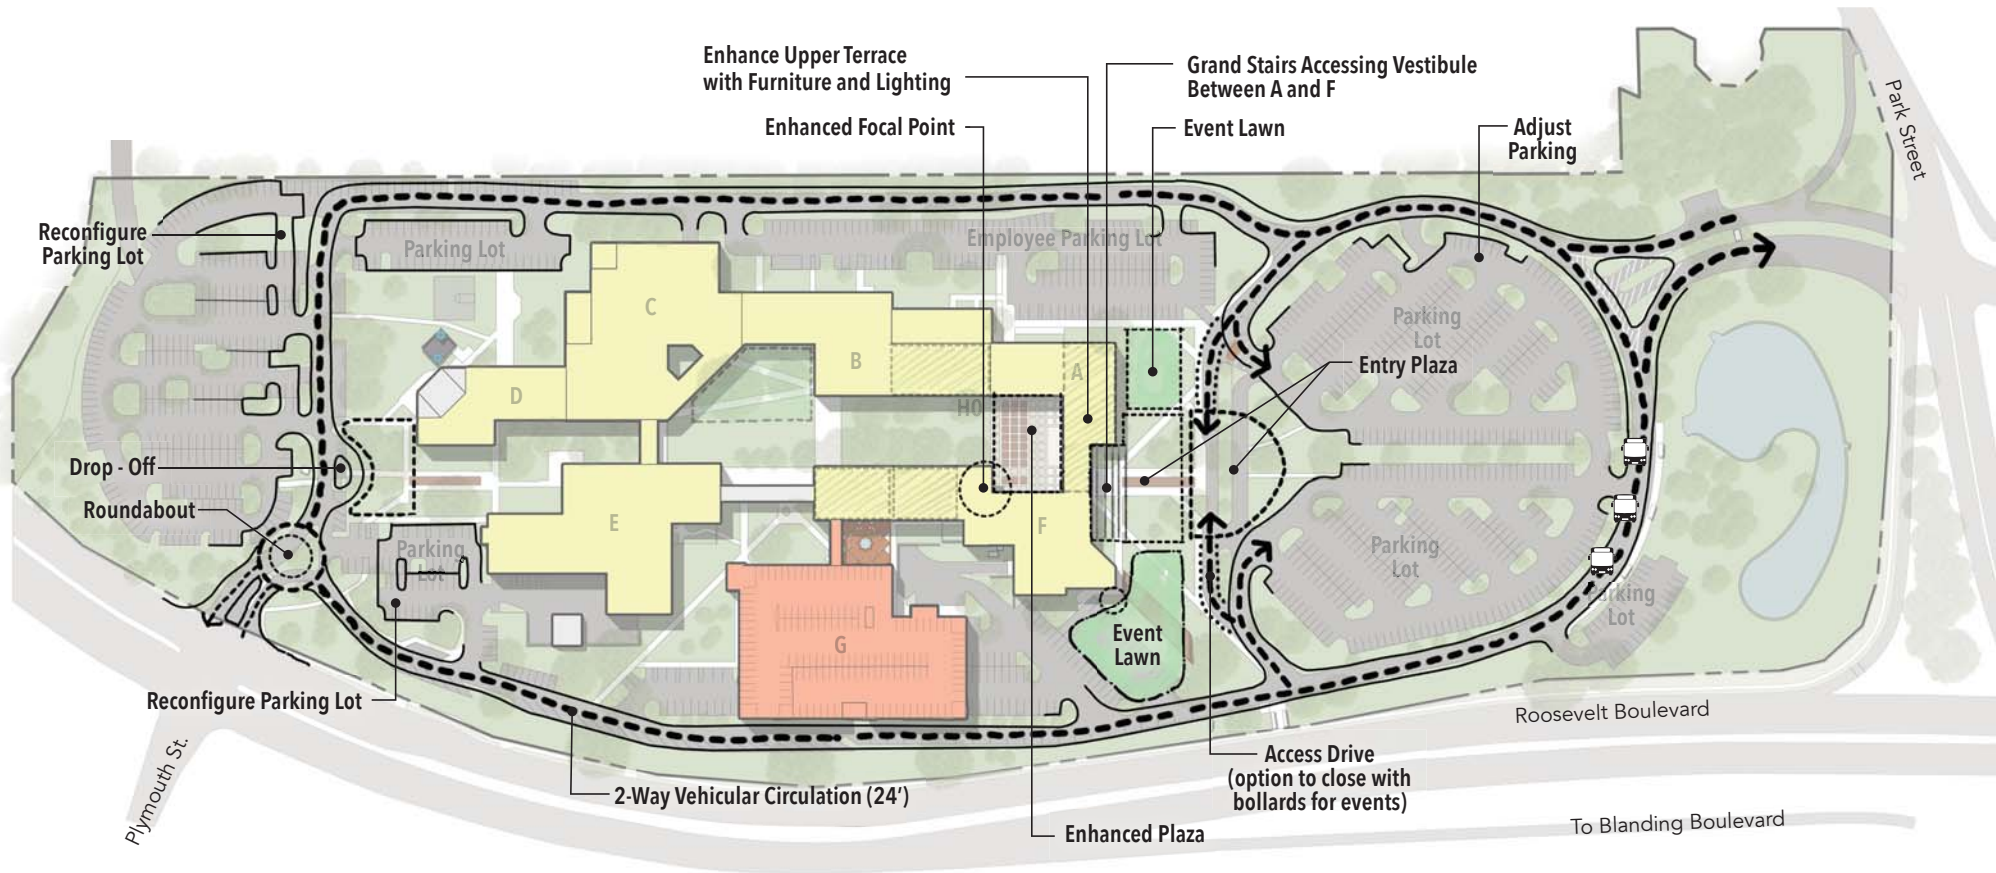 Enhance Upper Terrace
with Furniture and Lighting
Grand Stairs Accessing Vestibule
Between A and F
Enhanced Focal Point
Event Lawn
Adjust
Parking
Park Street
Reconfigure
Parking Lot
Parking Lot
Employee Parking Lot
C
Parking
Lot
B
A
Entry Plaza
D
H0
Drop - Off
Roundabout
E
F
Parking
Lot
Parking
Lot
Parking
Lot
Event
Lawn
G
Reconfigure Parking Lot
Roosevelt Boulevard
Plymouth St.
Access Drive
(option to close with
bollards for events)
2-Way Vehicular Circulation (24')
Enhanced Plaza
To Blanding Boulevard